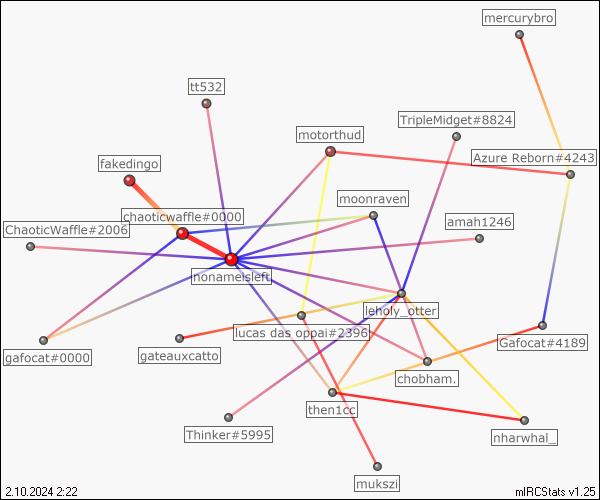 mercurybro
tt532
TripleMidget#8824
motorthud
fakedingo
Azure Reborn#4243
moonraven
chaoticwaffle#0000
amah1246
ChaoticWaffle#2006
nonameisleft
leholy_otter
lucas das oppai#2396
Gafocat#4189
gafocat#0000
gateauxcatto
chobham.
then1cc
Thinker#5995
nharwhal_
mukszi
2.10.2024 2:22
mIRCStats v1.25